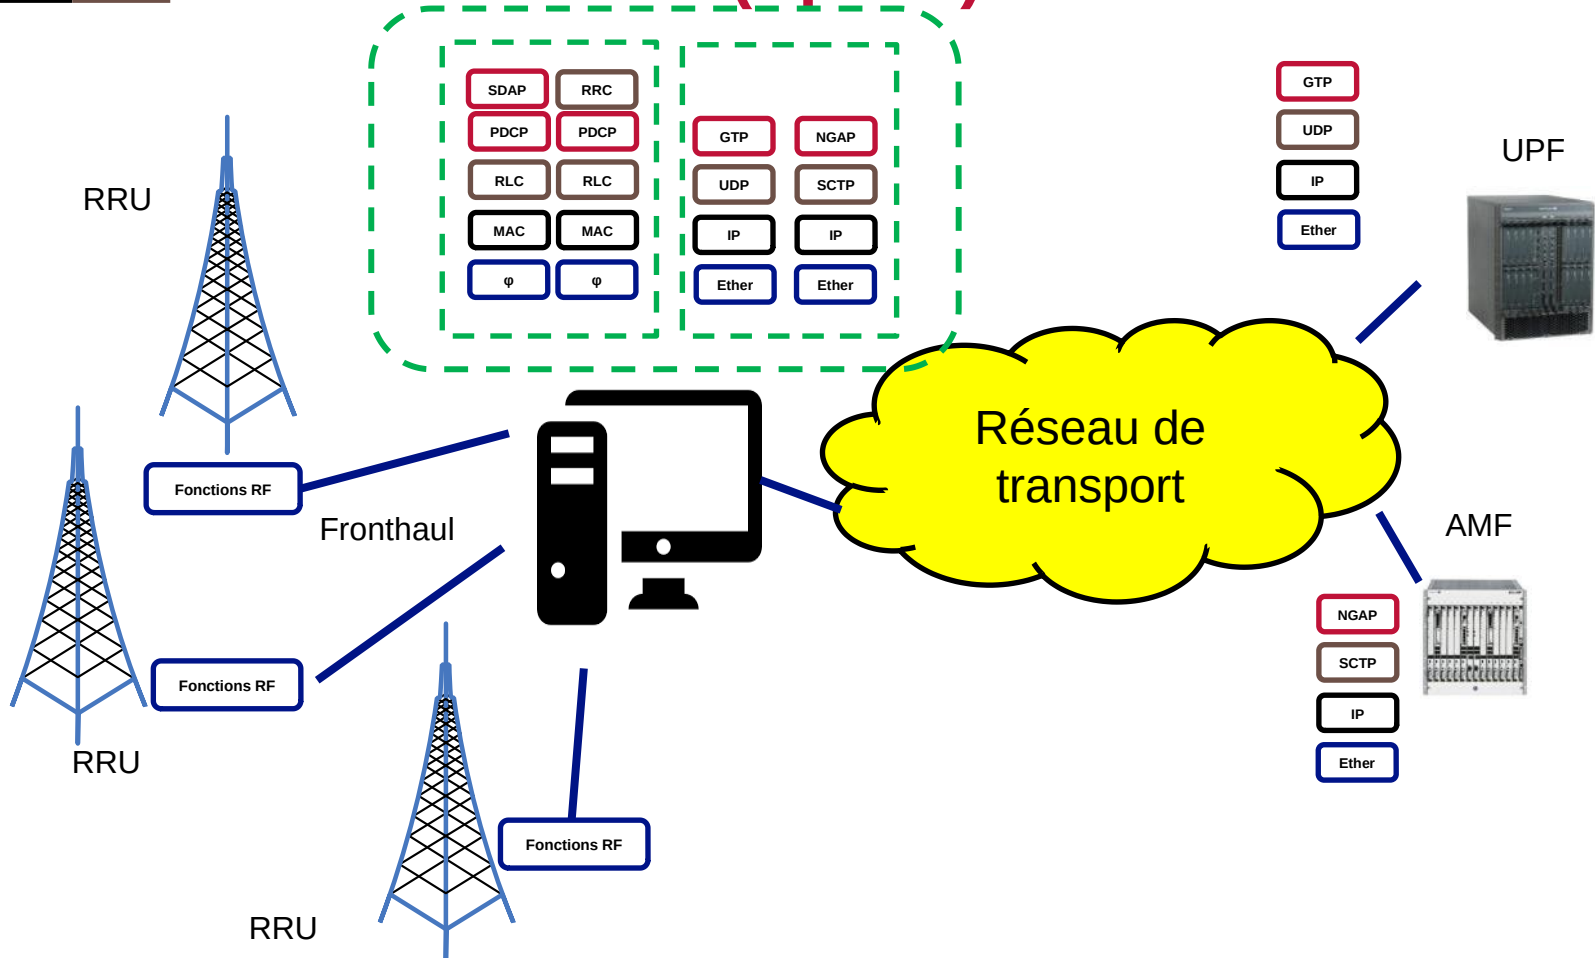 SDAP RRC
PDCP PDCP
RLC RLC
MAC MAC
φ φ
GTP NGAP
UDP SCTP
IP IP
Ether Ether
GTP
UDP
IP
Ether
UPF
RRU
Fonctions RF
Fronthaul
Réseau de
transport
AMF
NGAP
SCTP
IP
Ether
Fonctions RF
RRU
Fonctions RF
RRU